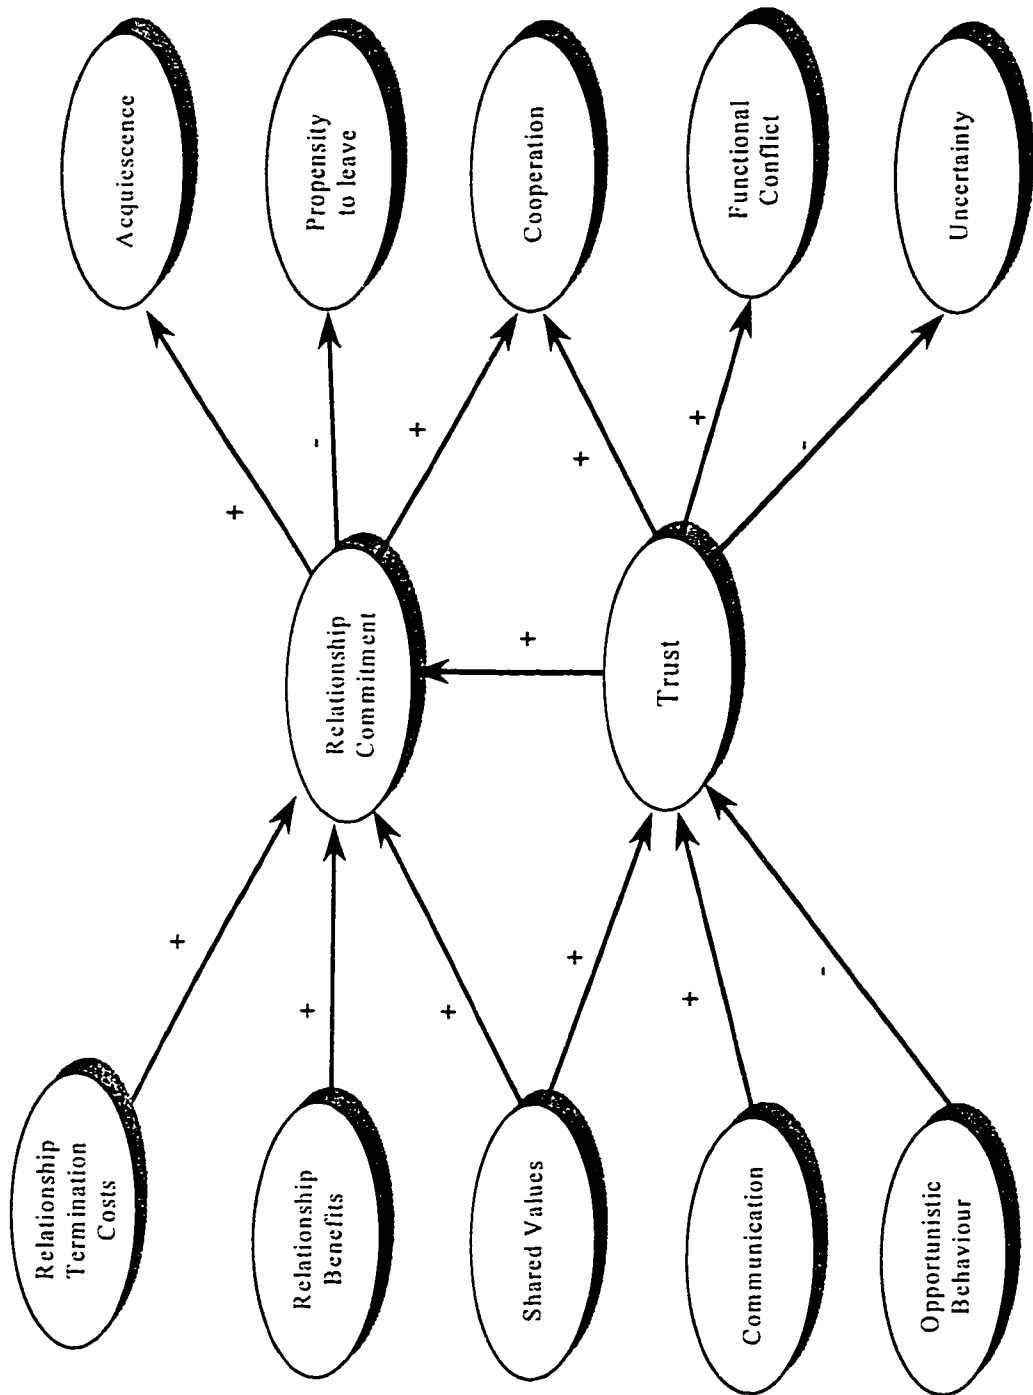 Relationship
Termination
Costs
Relationship
Benefits
Shared Values
Communication
Opportunistic
Behaviour
+
+
+
+
+
-
Relationship
Commitment
+
Trust
+
-
+
+
+
-
Acquiescence
Propensity
to leave
Cooperation
Functional
Conflict
Uncertainty